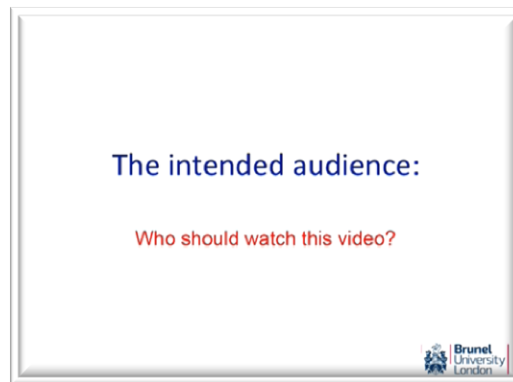 The intended audience:
Who should watch this video?
Brunel
University
London